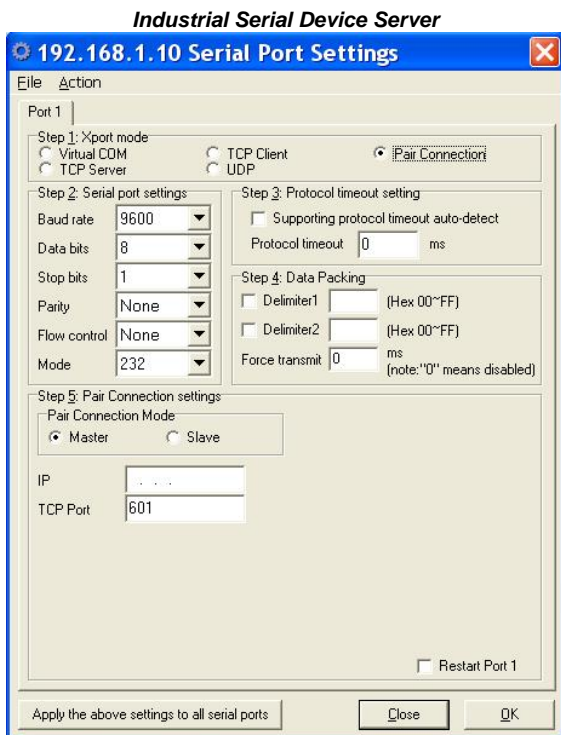 Industrial Serial Device Server
192.168.1.10 Serial Port Settings
File Action
Port 1
Step 1: Xport mode
Virtual COM TCP Client Pair Connection
TCP Server UDP
Step 2: Serial port settings
Baud rate 9600
Data bits 8
Stop bits 1
Parity None
Flow control None
Mode 232
Step 3: Protocol timeout setting
Supporting protocol timeout auto-detect
Protocol timeout 0 ms
Step 4: Data Packing
Delimiter1 (Hex 00~FF)
Delimiter2 (Hex 00~FF)
Force transmit 0 ms
(note:"0" means disabled)
Step 5: Pair Connection settings
Pair Connection Mode
Master Slave
IP . . .
TCP Port 601
Restart Port 1
Apply the above settings to all serial ports Close OK